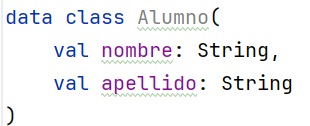 data class Alumno(
    val nombre: String,
    val apellido: String
)